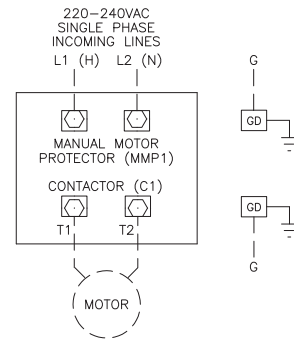 220-240VAC
SINGLE PHASE
INCOMING LINES
L1 (H) L2 (N)
G
GD
MANUAL MOTOR
PROTECTOR (MMP1)
CONTACTOR (C1)
GD
T1 T2
G
MOTOR